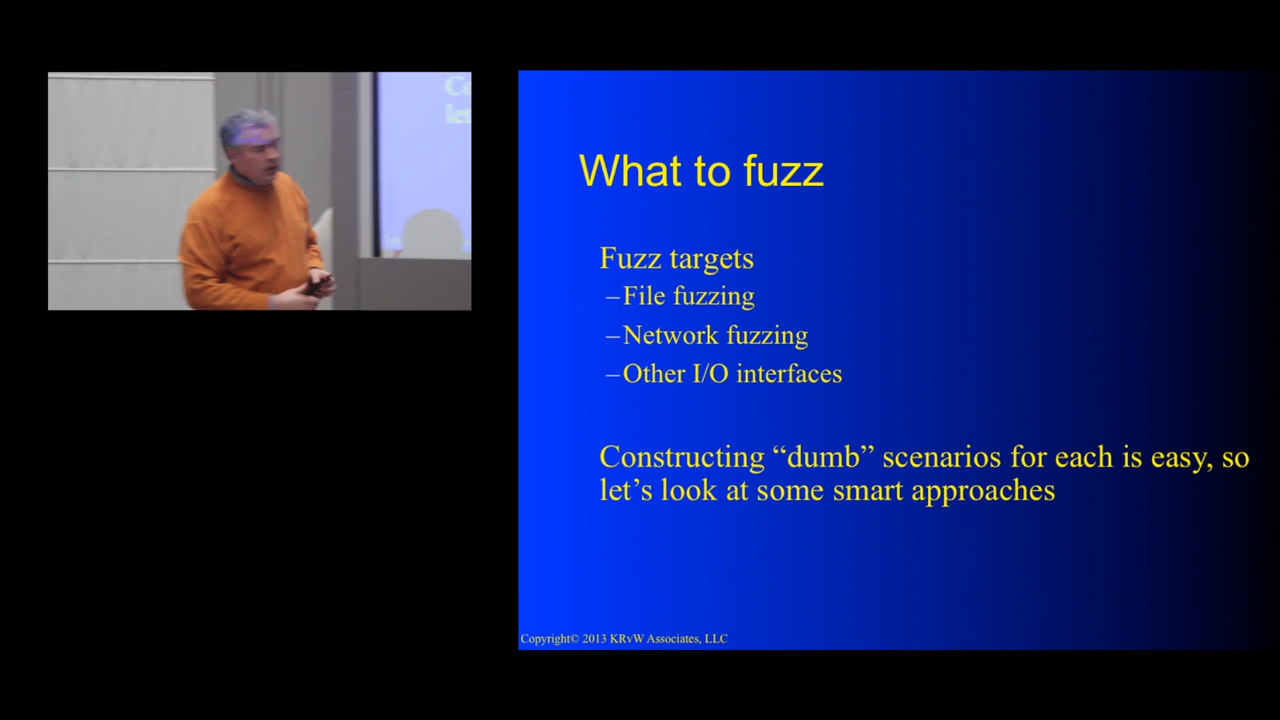 What to fuzz
Fuzz targets
–File fuzzing
–Network fuzzing
–Other I/O interfaces
Constructing “dumb” scenarios for each is easy, so
let’s look at some smart approaches
Copyright© 2013 KRvW Associates, LLC